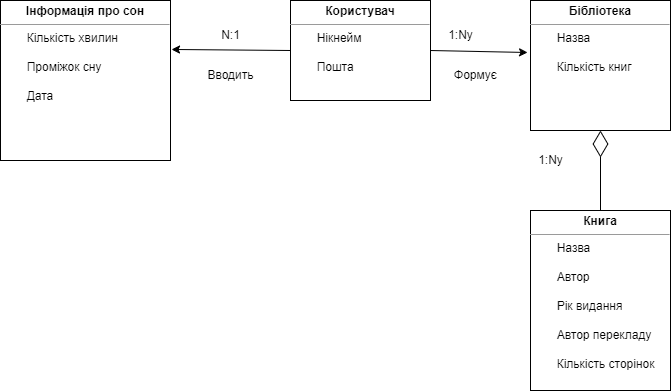 Інформація про сон
Кількість хвилин
Проміжок сну
Дата
N:1
Вводить
Користувач
Нікнейм
Пошта
1:Ny
Формує
Бібліотека
Назва
Кількість книг
1:Ny
Книга
Назва
Автор
Рік видання
Автор перекладу
Кількість сторінок